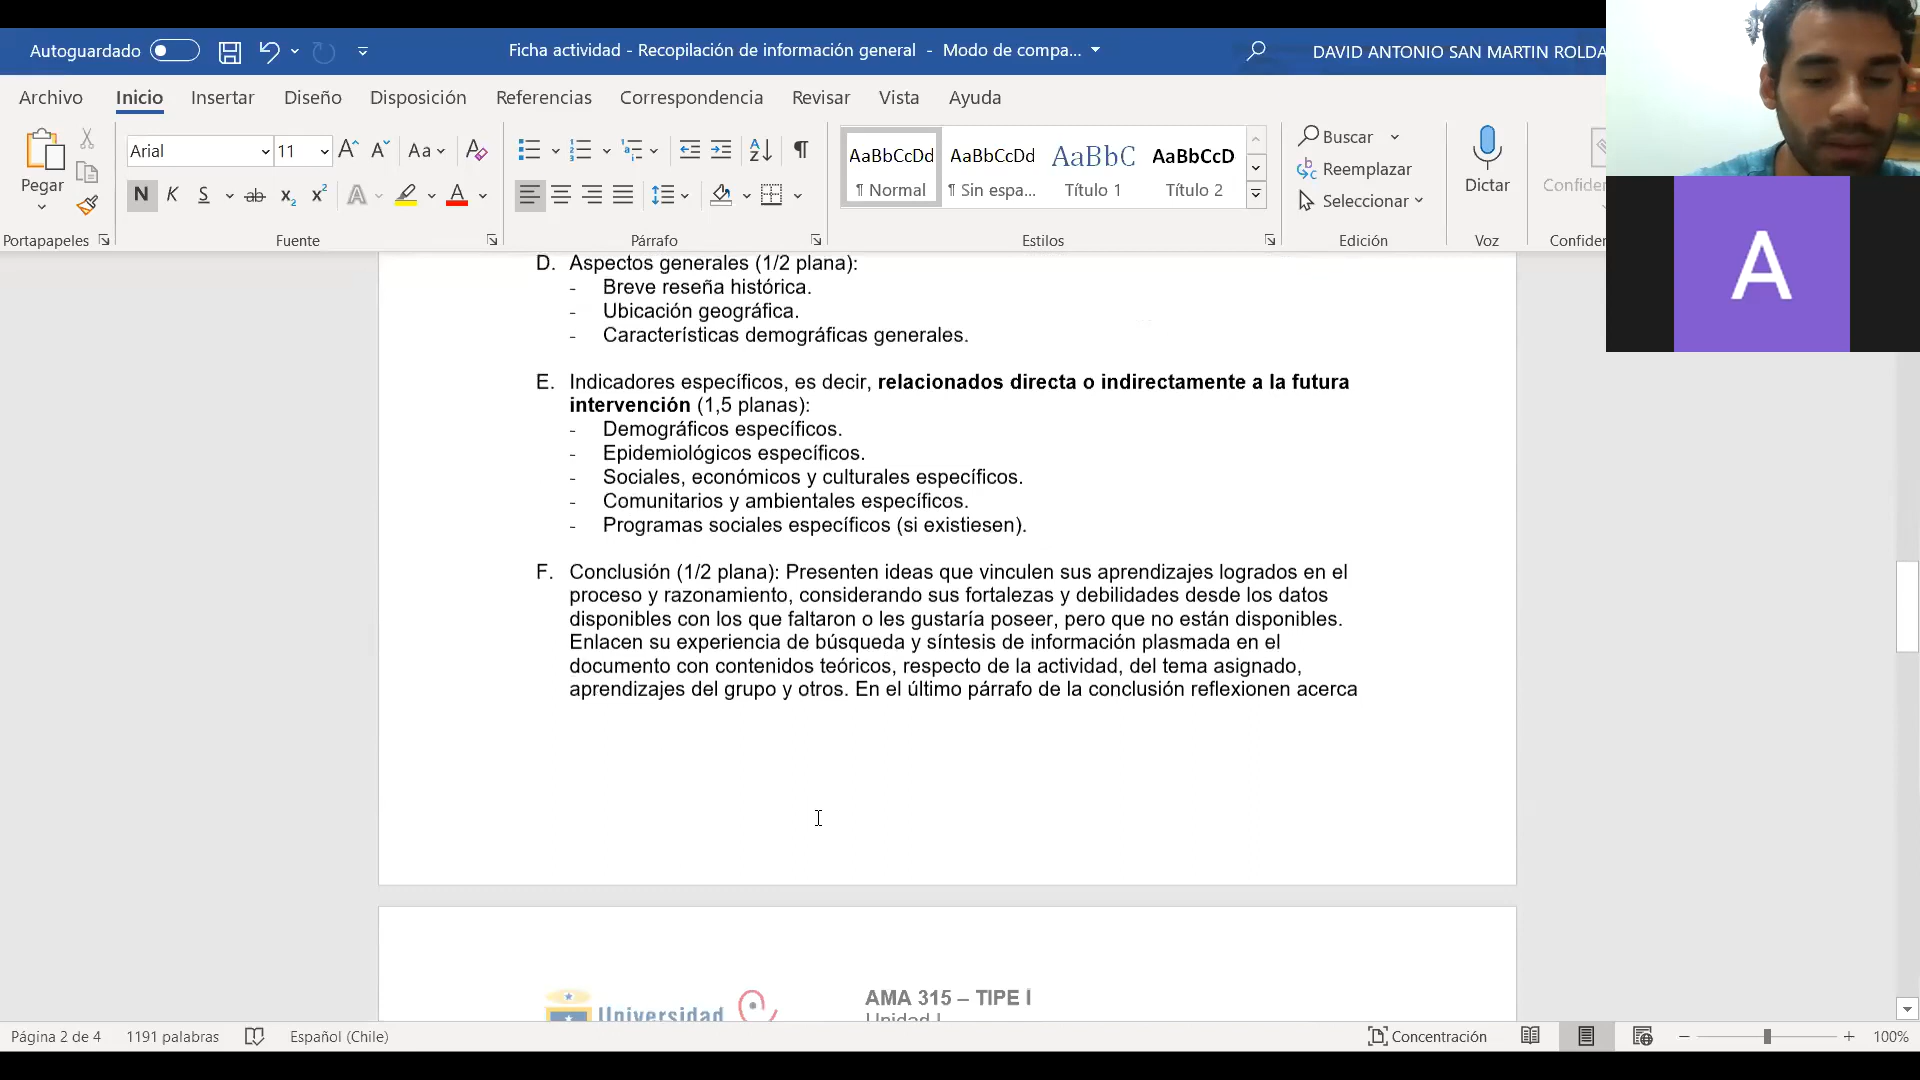 Autoguardado
Ficha actividad - Recopilación de información general - Modo de compa...
DAVID ANTONIO SAN MARTIN ROLDA
Archivo Inicio Insertar Diseño Disposición Referencias Correspondencia Revisar Vista Ayuda
Pegar
Arial 11
N K S ab x₂ x²
Aa
AaBbCcDd AaBbCcDd AaBbC AaBbCcD
¶ Normal ¶ Sin espa... Título 1 Título 2
Buscar
Reemplazar
Seleccionar
Dictar
Confiden
Portapapeles Fuente Párrafo Estilos Edición Voz Confiden
A
D. Aspectos generales (1/2 plana):
- Breve reseña histórica.
- Ubicación geográfica.
- Características demográficas generales.
E. Indicadores específicos, es decir, relacionados directa o indirectamente a la futura
intervención (1,5 planas):
- Demográficos específicos.
- Epidemiológicos específicos.
- Sociales, económicos y culturales específicos.
- Comunitarios y ambientales específicos.
- Programas sociales específicos (si existiesen).
F. Conclusión (1/2 plana): Presenten ideas que vinculen sus aprendizajes logrados en el
proceso y razonamiento, considerando sus fortalezas y debilidades desde los datos
disponibles con los que faltaron o les gustaría poseer, pero que no están disponibles.
Enlacen su experiencia de búsqueda y síntesis de información plasmada en el
documento con contenidos teóricos, respecto de la actividad, del tema asignado,
aprendizajes del grupo y otros. En el último párrafo de la conclusión reflexionen acerca
Universidad
AMA 315 – TIPE I
Unidad I
Página 2 de 4 1191 palabras Español (Chile) Concentración 100%